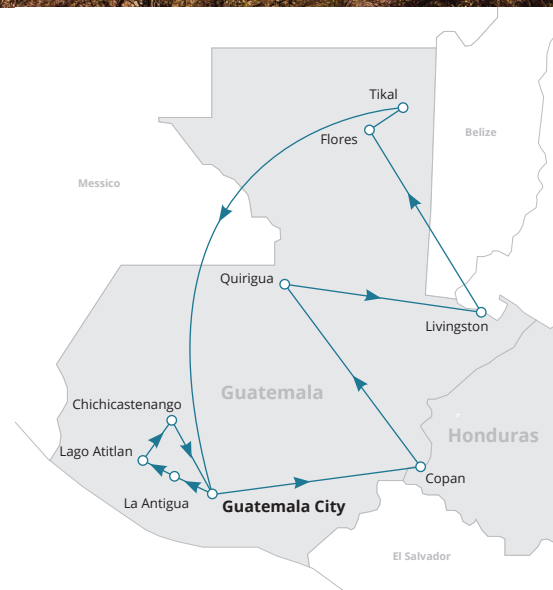 Tikal
Flores
Belize
Messico
Quirigua
Livingston
Guatemala
Chichicastenango
Honduras
Lago Atitlan
Copan
La Antigua
Guatemala City
El Salvador